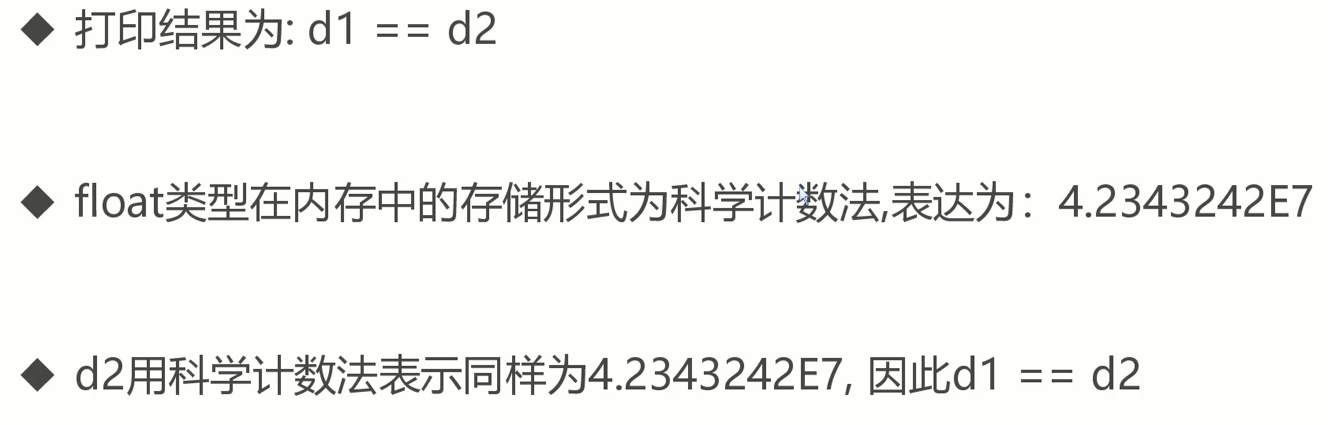 ◆ 打印结果为: d1 == d2
◆ float类型在内存中的存储形式为科学计数法,表达为：4.2343242E7
◆ d2用科学计数法表示同样为4.2343242E7, 因此d1 == d2